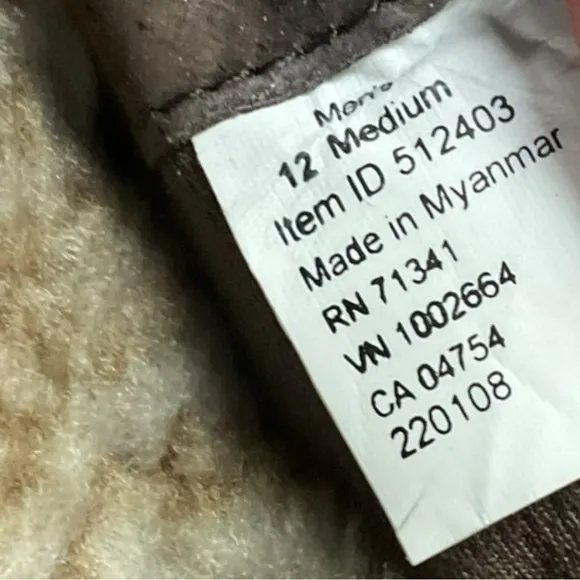 Men's
12 Medium
Item ID 512403
Made in Myanmar
RN 71341
VN 1002664
CA 04754
220108